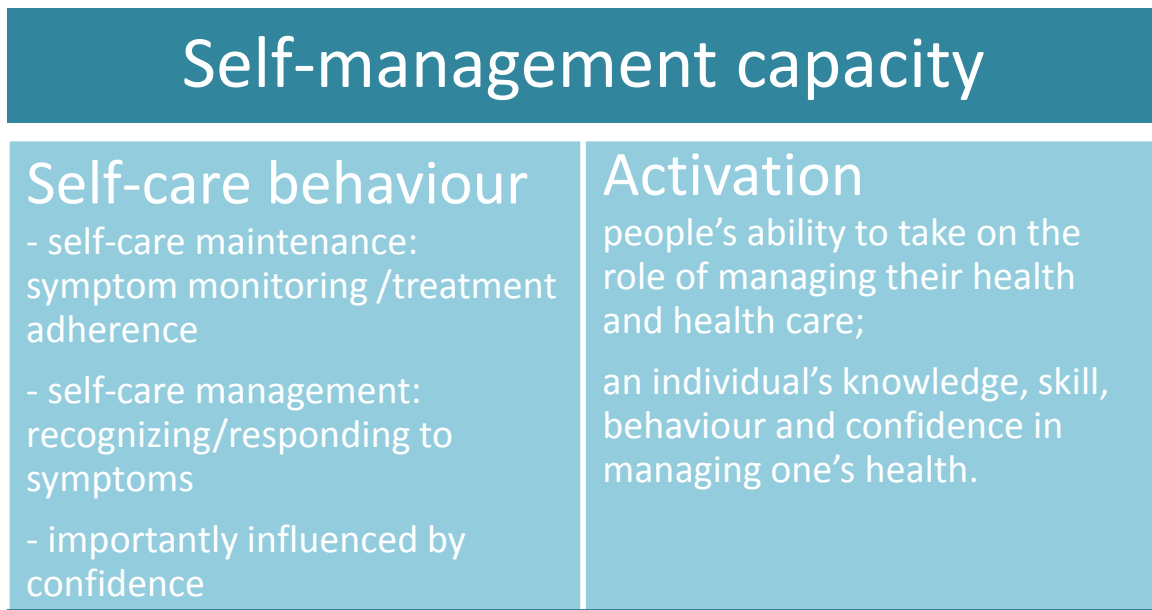 Self-management capacity
Self-care behaviour
- self-care maintenance:
symptom monitoring /treatment
adherence
- self-care management:
recognizing/responding to
symptoms
- importantly influenced by
confidence
Activation
people’s ability to take on the
role of managing their health
and health care;
an individual’s knowledge, skill,
behaviour and confidence in
managing one’s health.